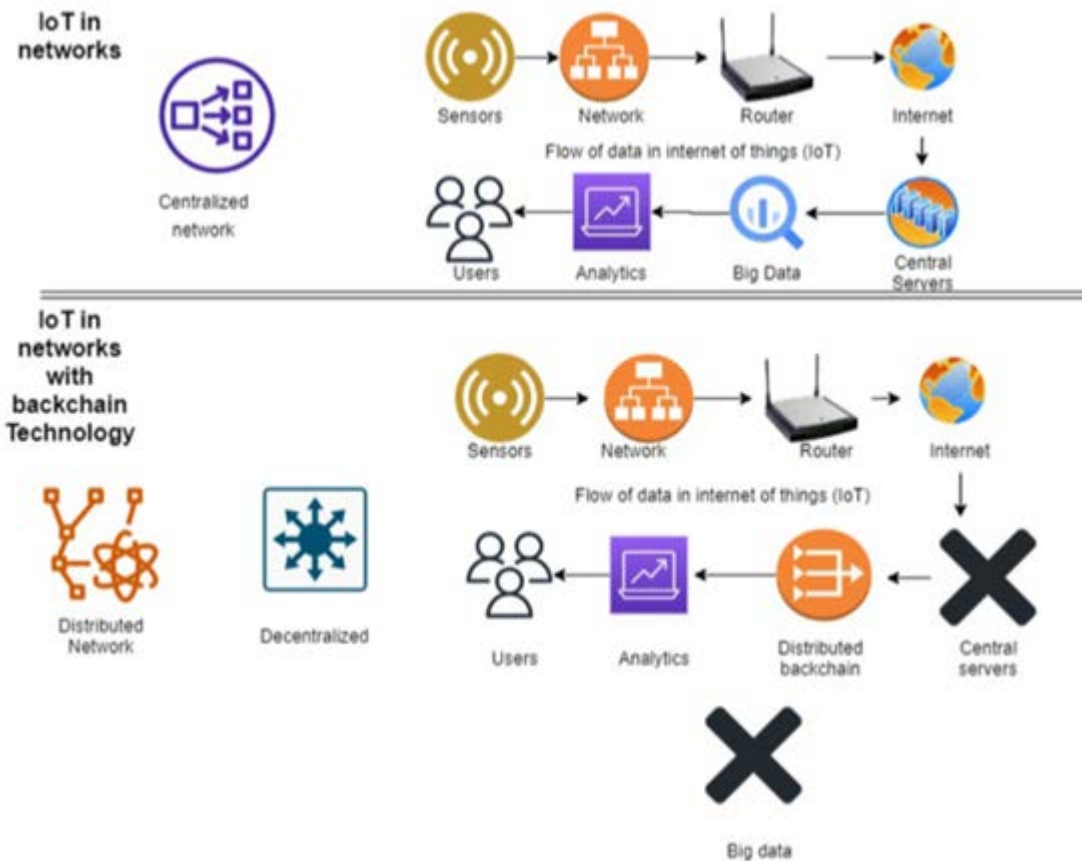 IoT in
networks
Sensors
Network
Router
Internet
Flow of data in internet of things (IoT)
Centralized
network
Users
Analytics
Big Data
Central
Servers
IoT in
networks
with
backchain
Technology
Sensors
Network
Router
Internet
Flow of data in internet of things (IoT)
Distributed
Network
Decentralized
Users
Analytics
Distributed
backchain
Central
servers
Big data